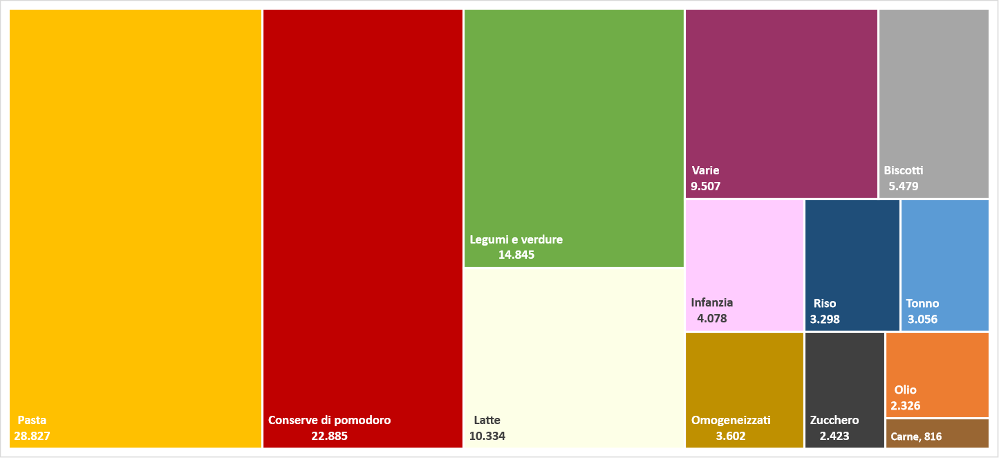 Pasta
28.827
Conserve di pomodoro
22.885
Legumi e verdure
14.845
Latte
10.334
Varie
9.507
Biscotti
5.479
Infanzia
4.078
Riso
3.298
Tonno
3.056
Omogeneizzati
3.602
Zucchero
2.423
Olio
2.326
Carne, 816